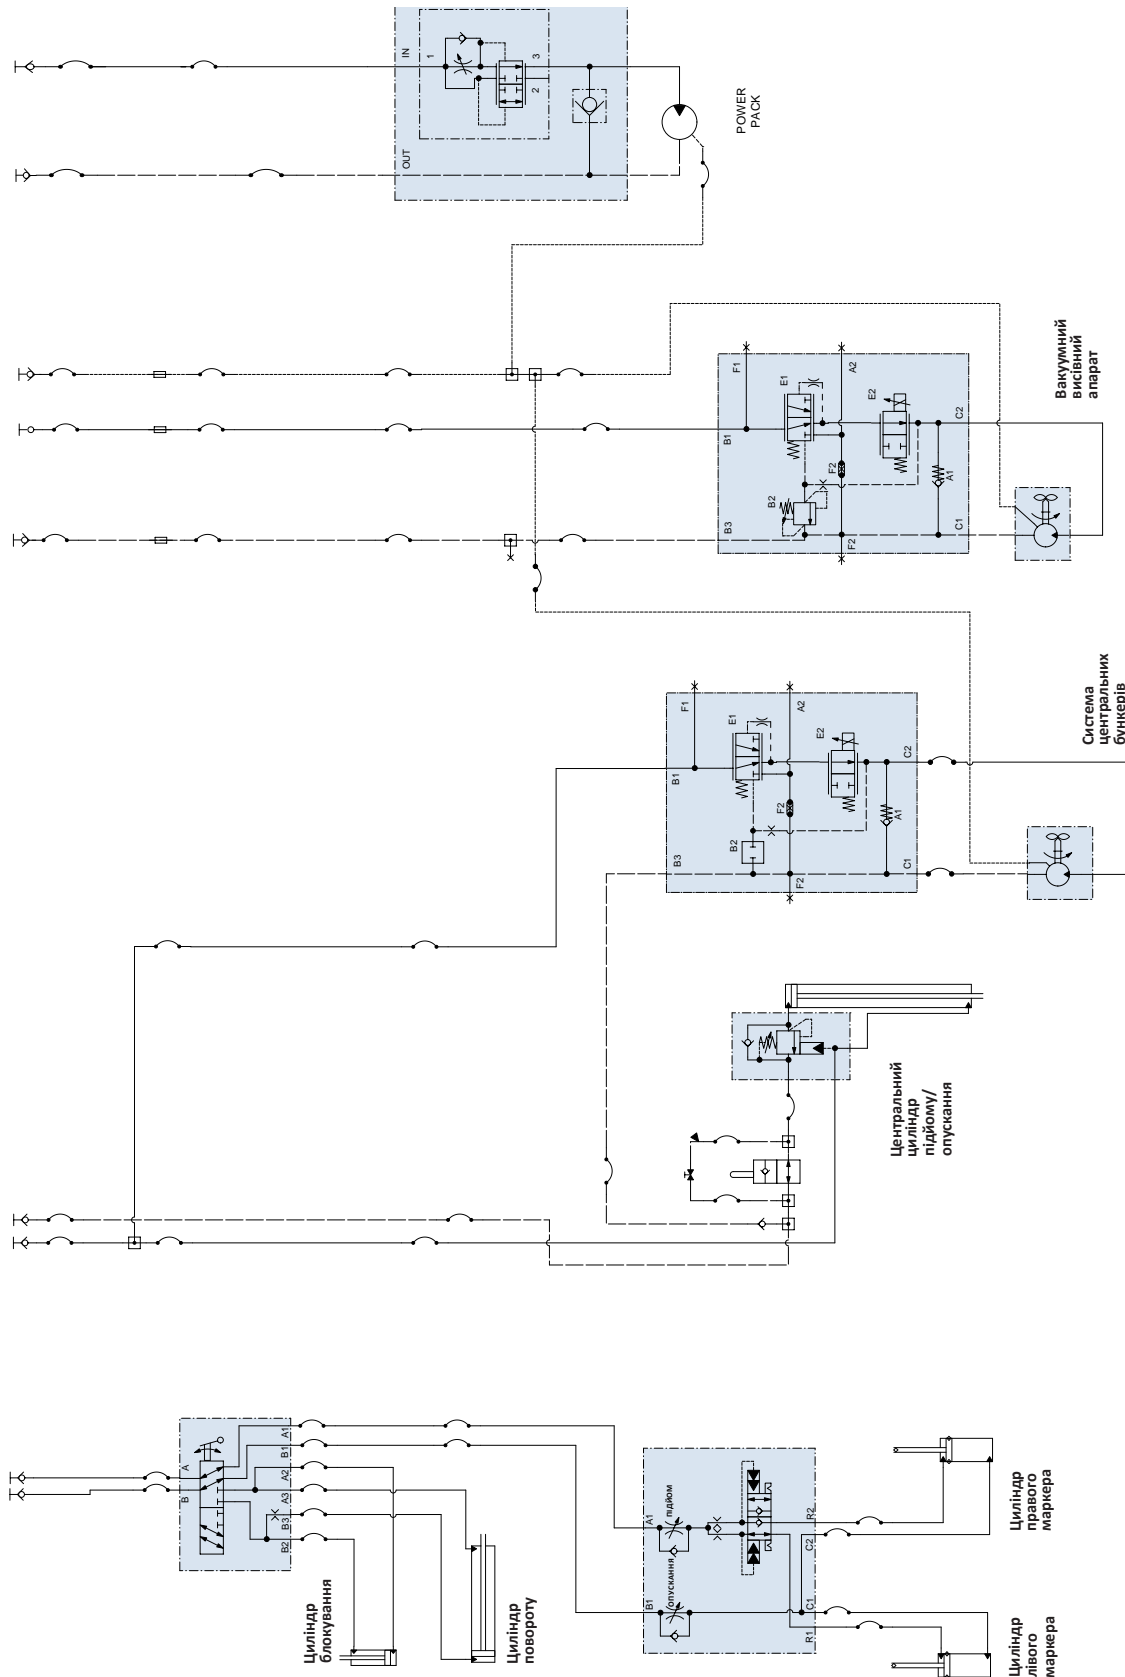 IN
OUT
1
3
2
POWER
PACK
F1
E1
A2
E2
B1
B2
F2
B3
F2
C2
A1
C1
Вакуумний
висівний
апарат
F1
E1
A2
E2
B1
B2
F2
B3
F2
C2
A1
C1
Система
центральних
бункерів
Центральний
циліндр
підйому/
опускання
A
B
A1
B1
A2
A3
B3
B2
Циліндр
блокування
Циліндр
повороту
A1
ПІДЙОМ
B1
/ОПУСКАННЯ
R2
C2
C1
R1
Циліндр
правого
маркера
Циліндр
лівого
маркера